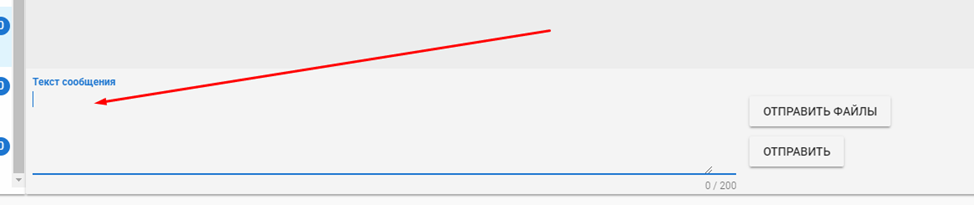 Текст сообщения
ОТПРАВИТЬ ФАЙЛЫ
ОТПРАВИТЬ
0 / 200